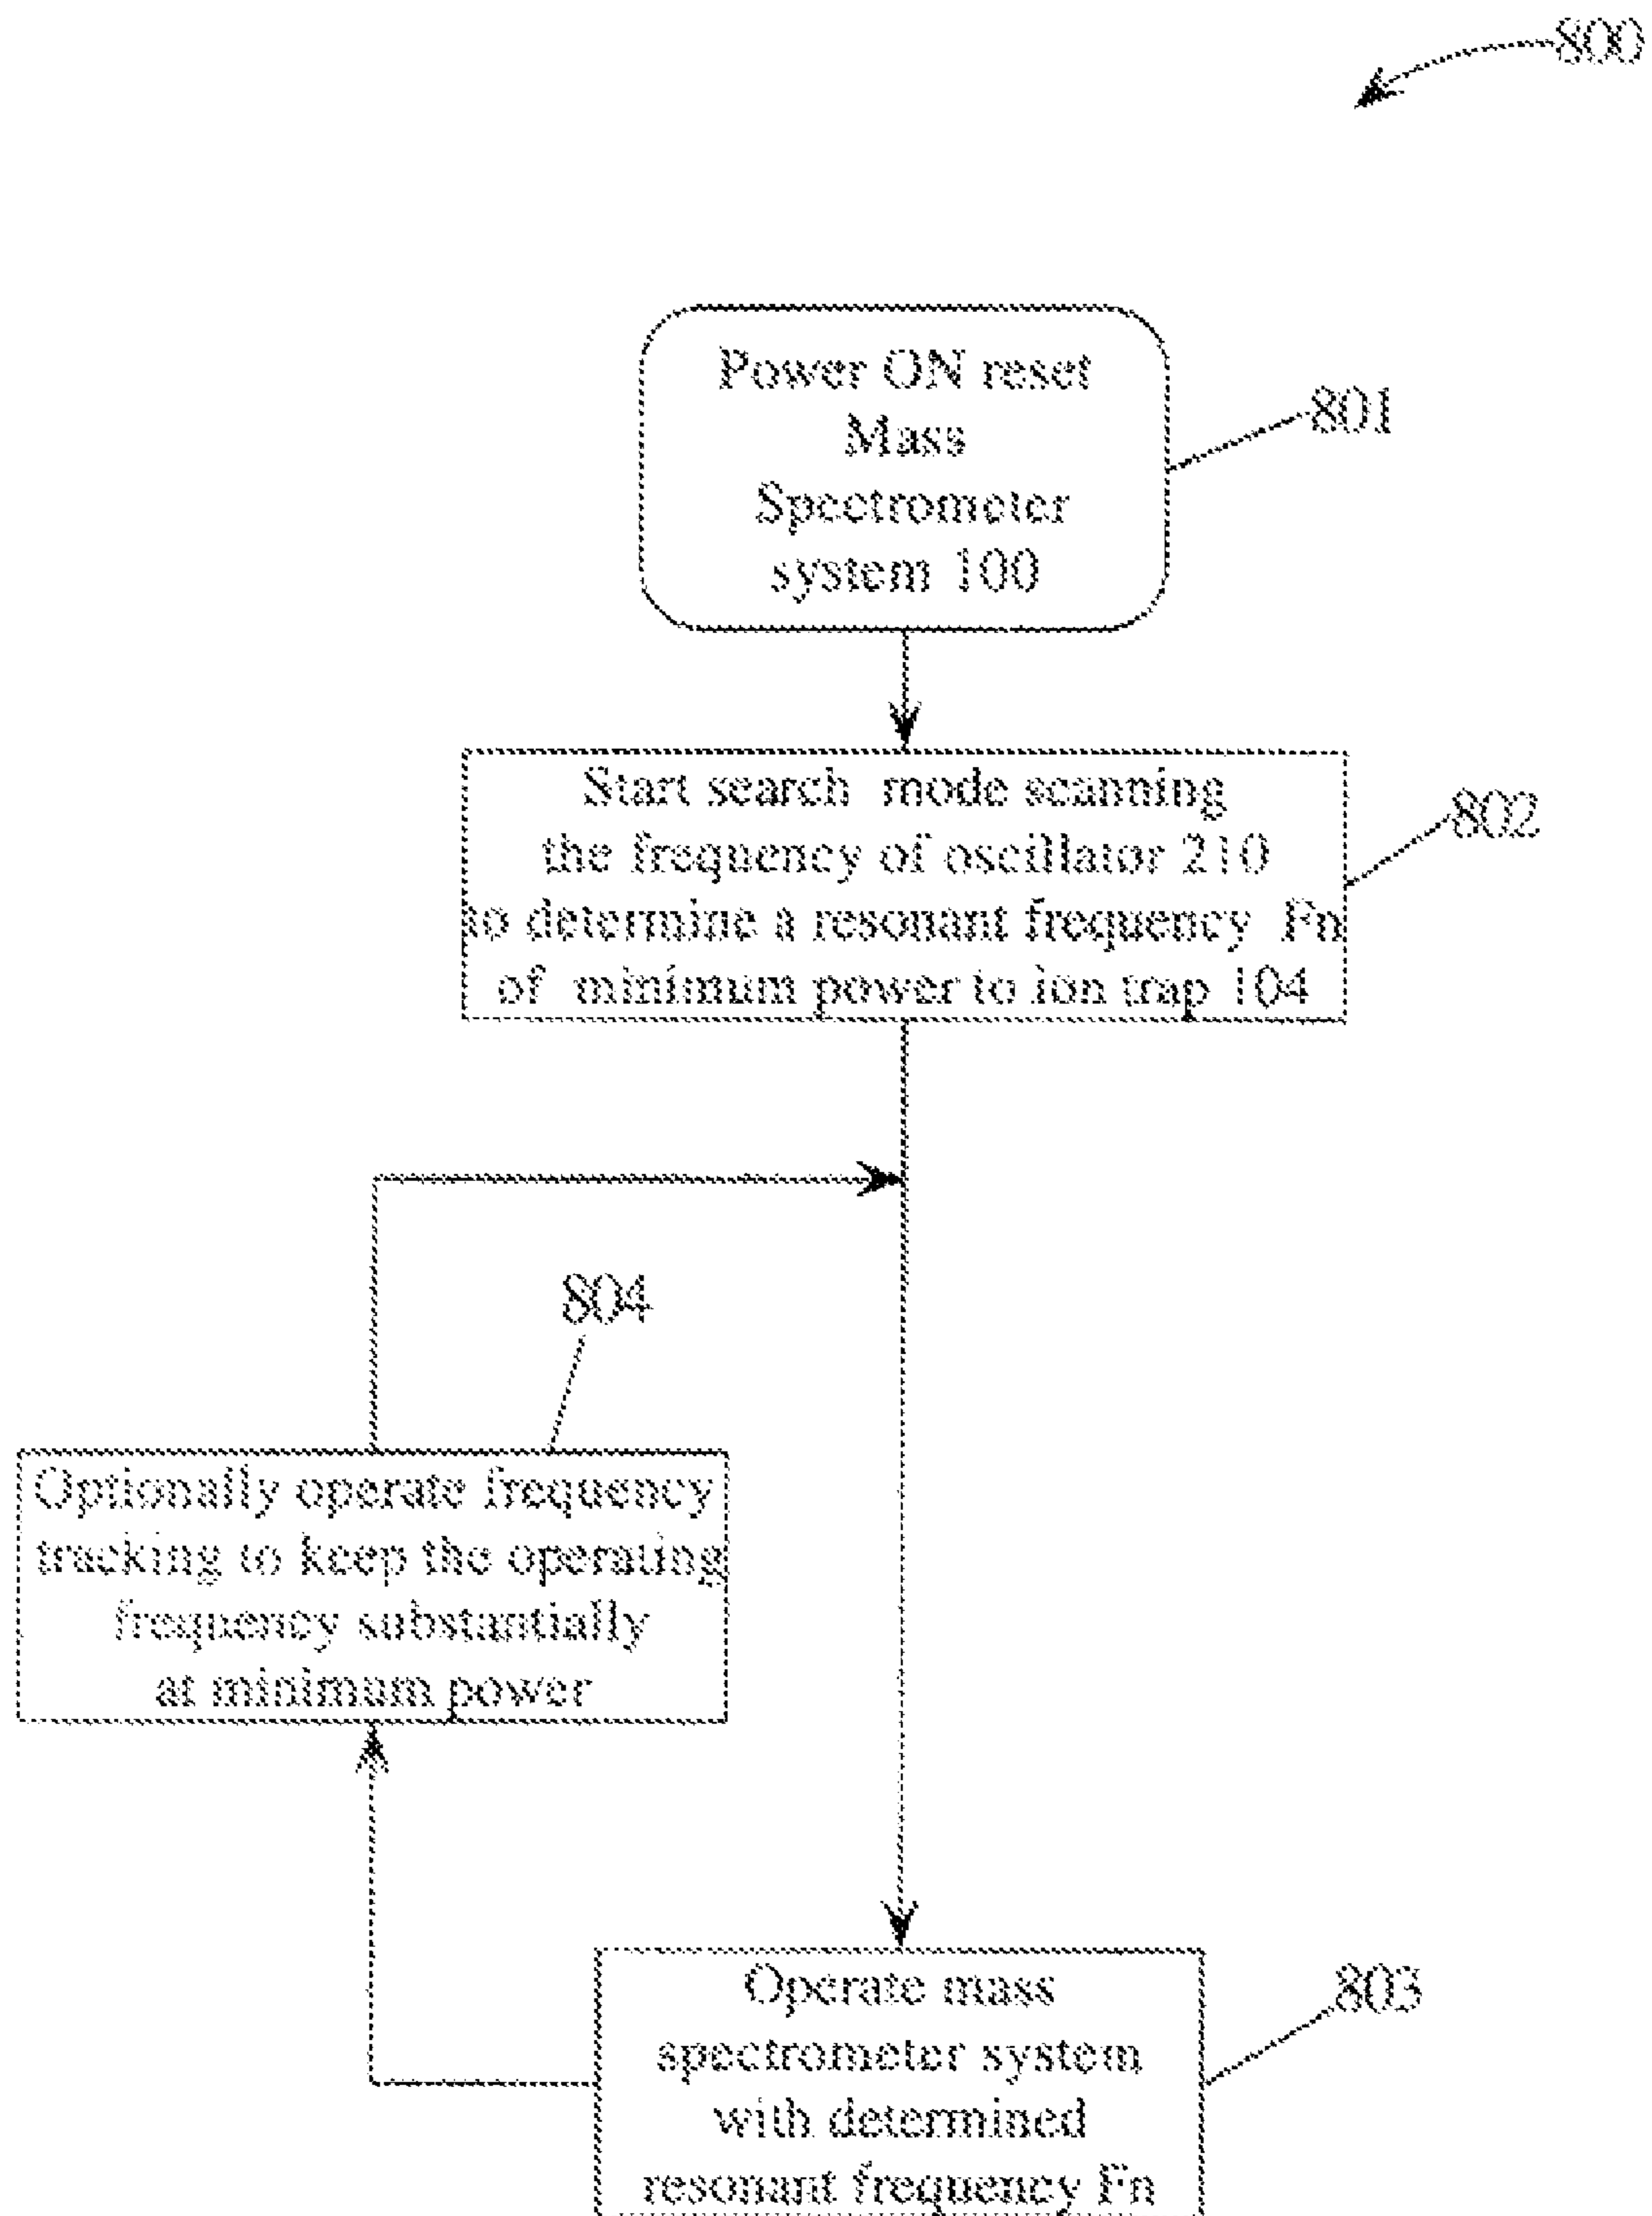 800
Power ON reset
Mass
Spectrometer
system 100
801
Start search mode scanning
the frequency of oscillator 210
to determine a resonant frequency Fn
of minimum power to ion trap 104
802
804
Optionally operate frequency
tracking to keep the operating
frequency substantially
at minimum power
Operate mass
spectrometer system
with determined
resonant frequency Fn
803